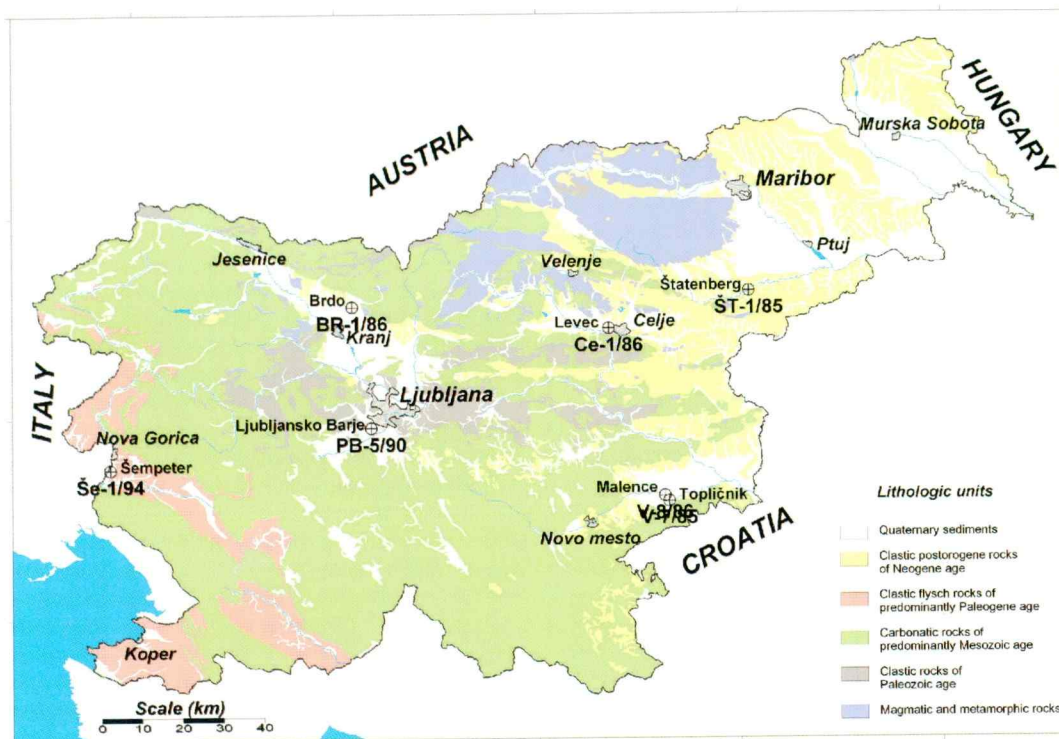 HUNGARY
AUSTRIA
Murska Sobota
Maribor
Ptuj
Jesenice
Velenje
Štatenberg
ŠT-1/85
Brdo
BR-1/86
Kranj
Levec
Celje
Ce-1/86
ITALY
Ljubljana
Ljubljansko Barje
PB-5/90
Nova Gorica
Šempeter
Še-1/94
Malence
Topličnik
V-8/86
Novo mesto
CROATIA
Koper
Scale (km)
0 10 20 30 40
Lithologic units
Quaternary sediments
Clastic postorogene rocks
of Neogene age
Clastic flysch rocks of
predominantly Paleogene age
Carbonatic rocks of
predominantly Mesozoic age
Clastic rocks of
Paleozoic age
Magmatic and metamorphic rocks